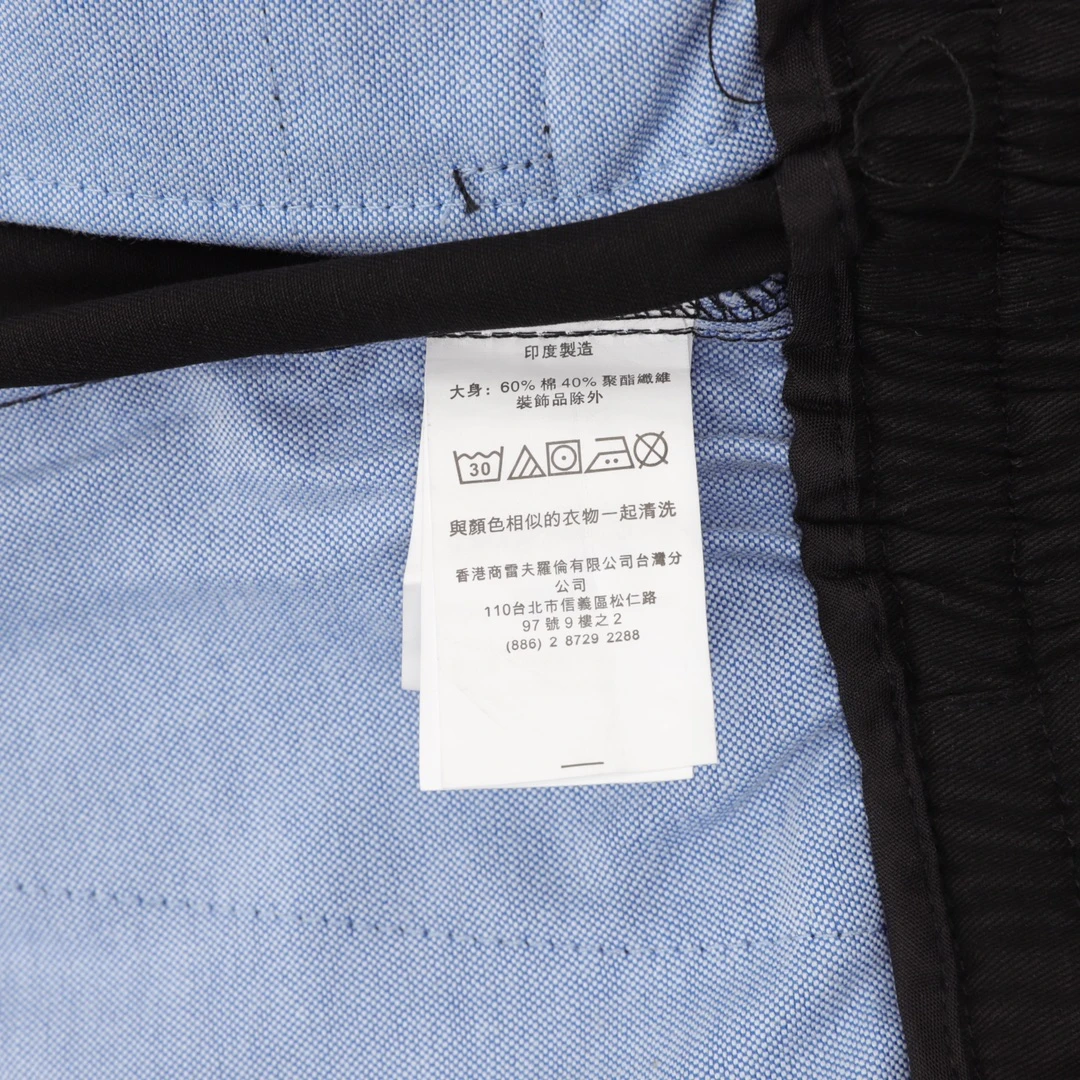 印度製造
大身: 60% 棉 40% 聚酯纖維
裝飾品除外
30
與顏色相似的衣物一起清洗
香港商雷夫羅倫有限公司台灣分
公司
110台北市信義區松仁路
97 號 9 樓之 2
(886) 2 8729 2288